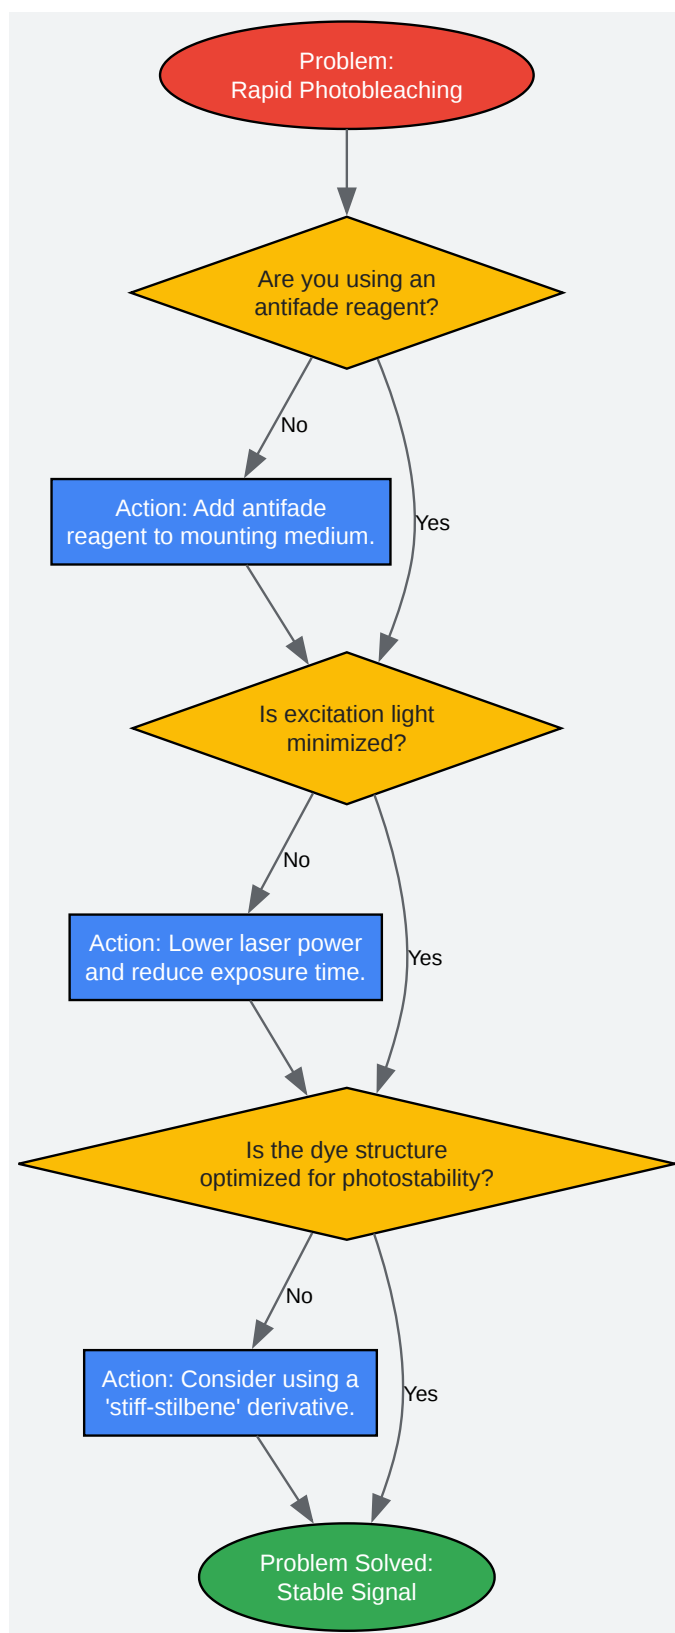 Problem:
Rapid Photobleaching
Are you using an
antifade reagent?
No
Action: Add antifade
reagent to mounting medium.
Yes
Is excitation light
minimized?
No
Action: Lower laser power
and reduce exposure time.
Yes
Is the dye structure
optimized for photostability?
No
Action: Consider using a
'stiff-stilbene' derivative.
Yes
Problem Solved:
Stable Signal